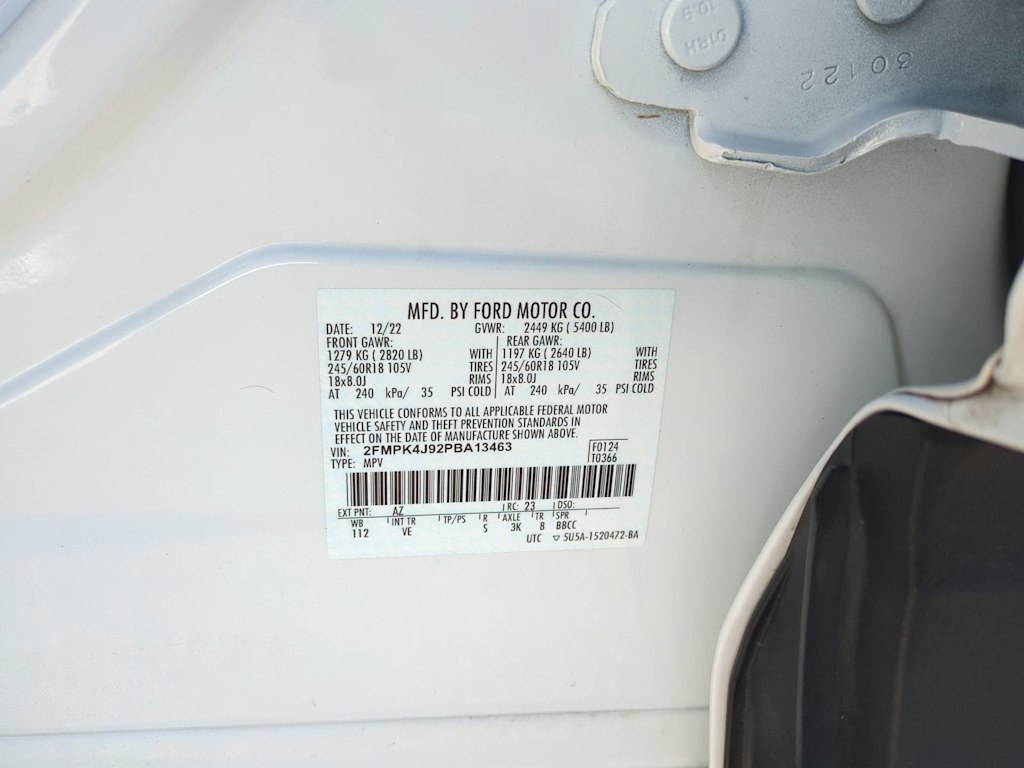 01RH
10.9
30122
MFD. BY FORD MOTOR CO.
DATE: 12/22 GVWR: 2449 KG ( 5400 LB)
FRONT GAWR: REAR GAWR:
1279 KG ( 2820 LB) WITH 1197 KG ( 2640 LB) WITH
245/60R18 105V TIRES 245/60R18 105V TIRES
18x8.0J RIMS 18x8.0J RIMS
AT 240 kPa/ 35 PSI COLD AT 240 kPa/ 35 PSI COLD
THIS VEHICLE CONFORMS TO ALL APPLICABLE FEDERAL MOTOR
VEHICLE SAFETY AND THEFT PREVENTION STANDARDS IN
EFFECT ON THE DATE OF MANUFACTURE SHOWN ABOVE.
VIN: 2FMPK4J92PBA13463 F0124
TYPE: MPV T0366
EXT PNT: AZ RC: 23 DSO:
WB INT TR TP/PS R AXLE TR SPR
112 VE S 3K 8 BBCC
UTC ▽ 5U5A-1520472-BA